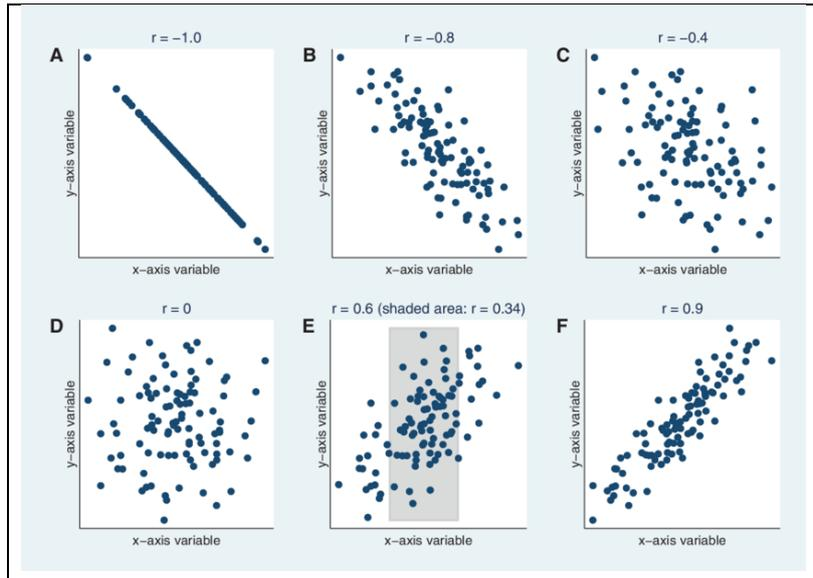 A
r = −1.0
y−axis variable
x−axis variable
B
r = −0.8
y−axis variable
x−axis variable
C
r = −0.4
y−axis variable
x−axis variable
D
r = 0
y−axis variable
x−axis variable
E
r = 0.6 (shaded area: r = 0.34)
y−axis variable
x−axis variable
F
r = 0.9
y−axis variable
x−axis variable